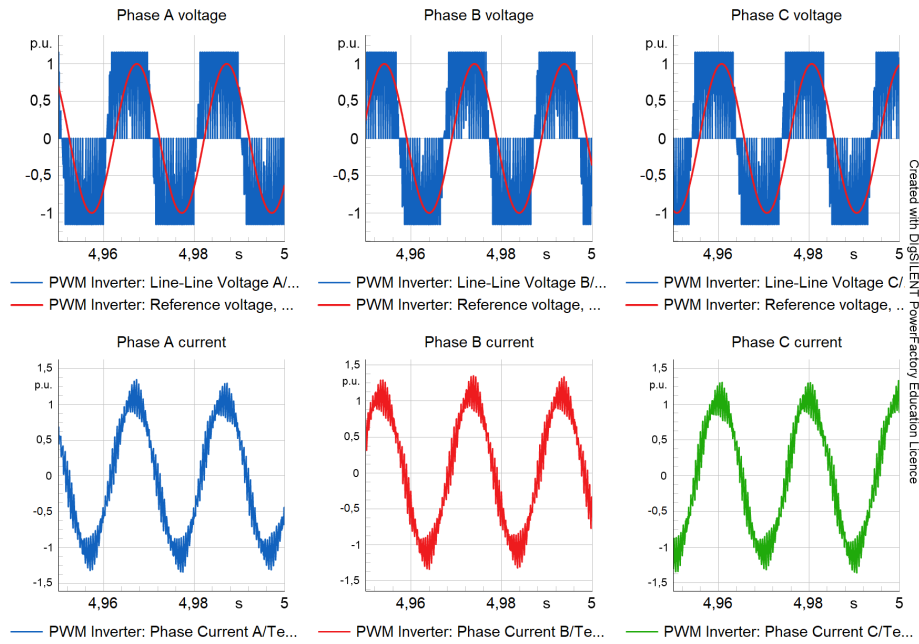 Phase A voltage
p.u.
1
0,5
0
-0,5
-1
4,96
4,98
s
5
PWM Inverter: Line-Line Voltage A/...
PWM Inverter: Reference voltage, ...
Phase B voltage
p.u.
1
0,5
0
-0,5
-1
4,96
4,98
s
5
PWM Inverter: Line-Line Voltage B/...
PWM Inverter: Reference voltage, ...
Phase C voltage
p.u.
1
0,5
0
-0,5
-1
4,96
4,98
s
5
PWM Inverter: Line-Line Voltage C/...
PWM Inverter: Reference voltage, ...
Phase A current
1,5
p.u.
1
0,5
0
-0,5
-1
-1,5
4,96
4,98
s
5
PWM Inverter: Phase Current A/Te...
Phase B current
1,5
p.u.
1
0,5
0
-0,5
-1
-1,5
4,96
4,98
s
5
PWM Inverter: Phase Current B/Te...
Phase C current
1,5
p.u.
1
0,5
0
-0,5
-1
-1,5
4,96
4,98
s
5
PWM Inverter: Phase Current C/Te...
Created with DIgSILENT PowerFactory Education Licence